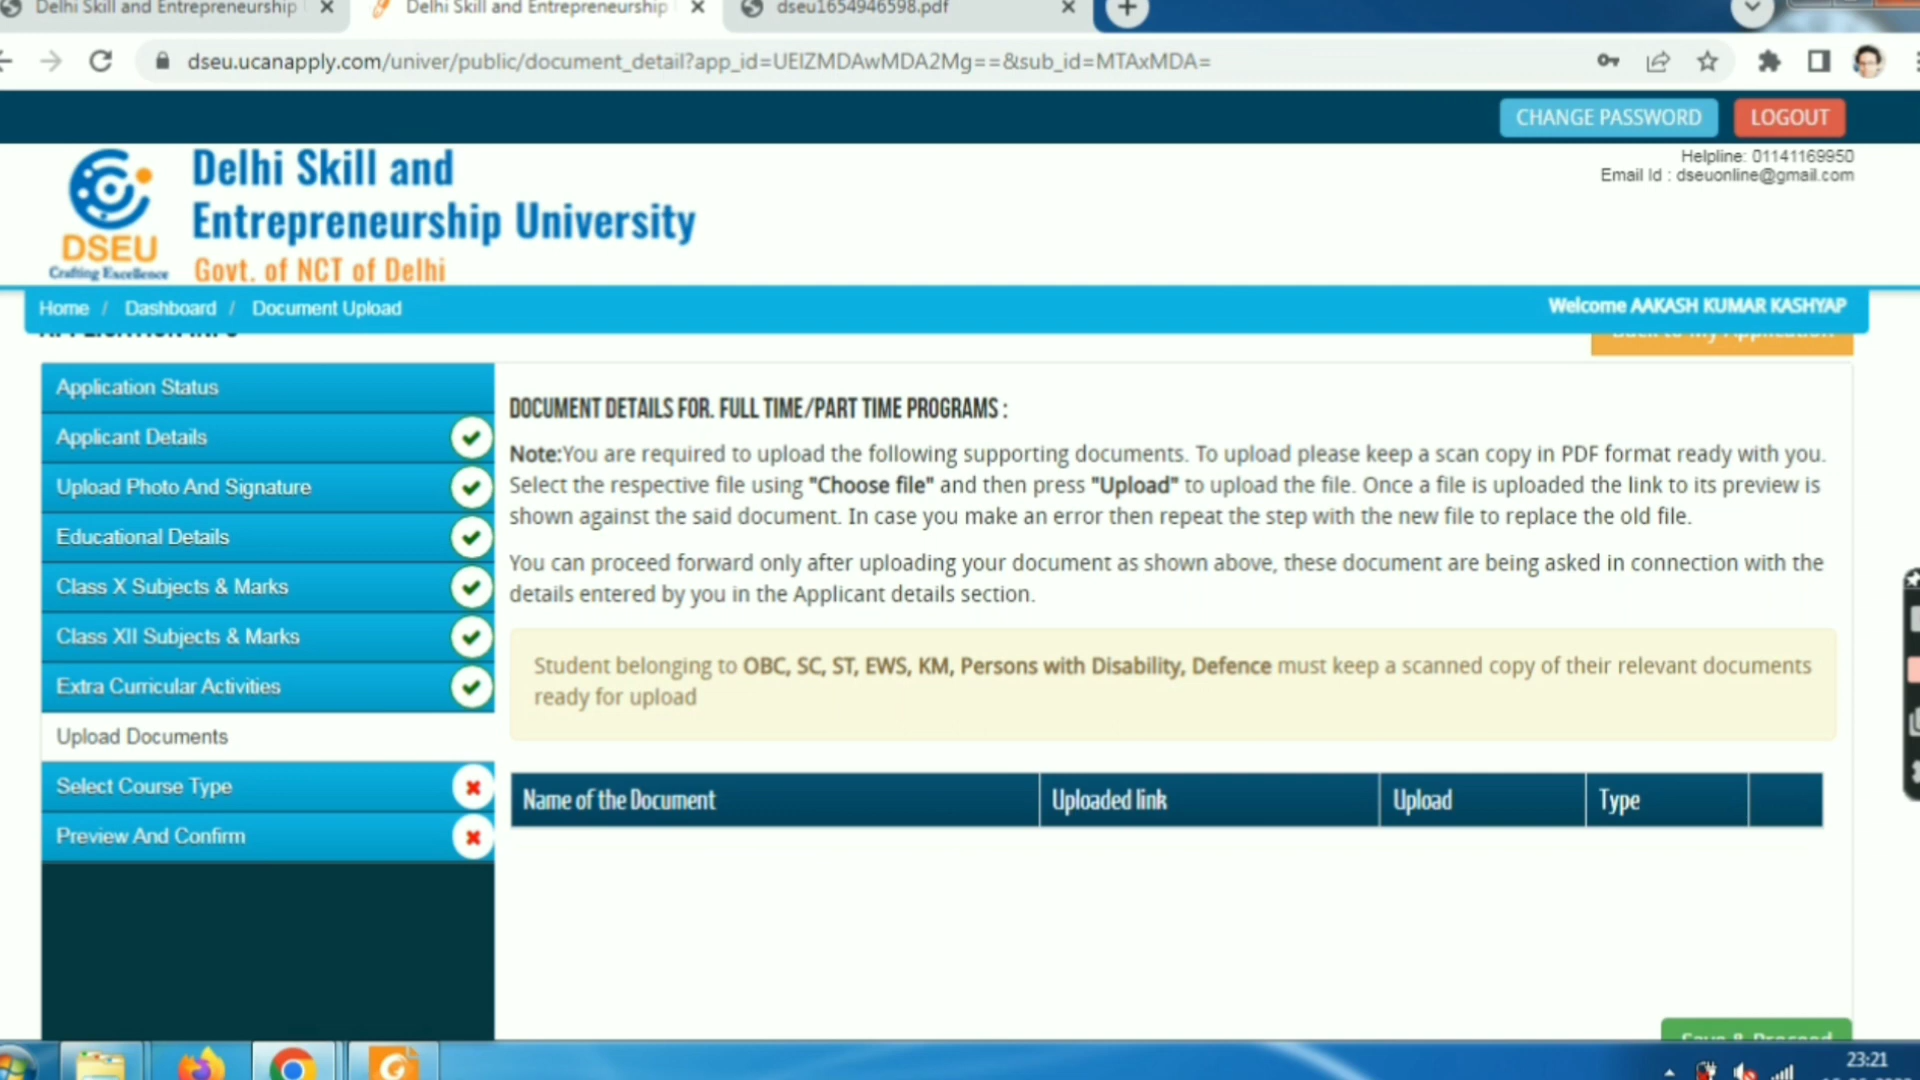 Delhi Skill and Entrepreneurship
Delhi Skill and Entrepreneurship
dseu1654946598.pdf
dseu.ucanapply.com/univer/public/document_detail?app_id=UEIZMDAwMDA2Mg==&sub_id=MTAxMDA=
CHANGE PASSWORD
LOGOUT
Helpline: 01141169950
Email Id : dseuonline@gmail.com
Delhi Skill and
Entrepreneurship University
Govt. of NCT of Delhi
DSEU
Crafting Excellence
Home / Dashboard / Document Upload
Welcome AAKASH KUMAR KASHYAP
Back to My Application
Application Status
Applicant Details
Upload Photo And Signature
Educational Details
Class X Subjects & Marks
Class XII Subjects & Marks
Extra Curricular Activities
Upload Documents
Select Course Type
Preview And Confirm
DOCUMENT DETAILS FOR. FULL TIME/PART TIME PROGRAMS :
Note:You are required to upload the following supporting documents. To upload please keep a scan copy in PDF format ready with you.
Select the respective file using "Choose file" and then press "Upload" to upload the file. Once a file is uploaded the link to its preview is
shown against the said document. In case you make an error then repeat the step with the new file to replace the old file.
You can proceed forward only after uploading your document as shown above, these document are being asked in connection with the
details entered by you in the Applicant details section.
Student belonging to OBC, SC, ST, EWS, KM, Persons with Disability, Defence must keep a scanned copy of their relevant documents
ready for upload
Name of the Document
Uploaded link
Upload
Type
Save & Proceed
23:21